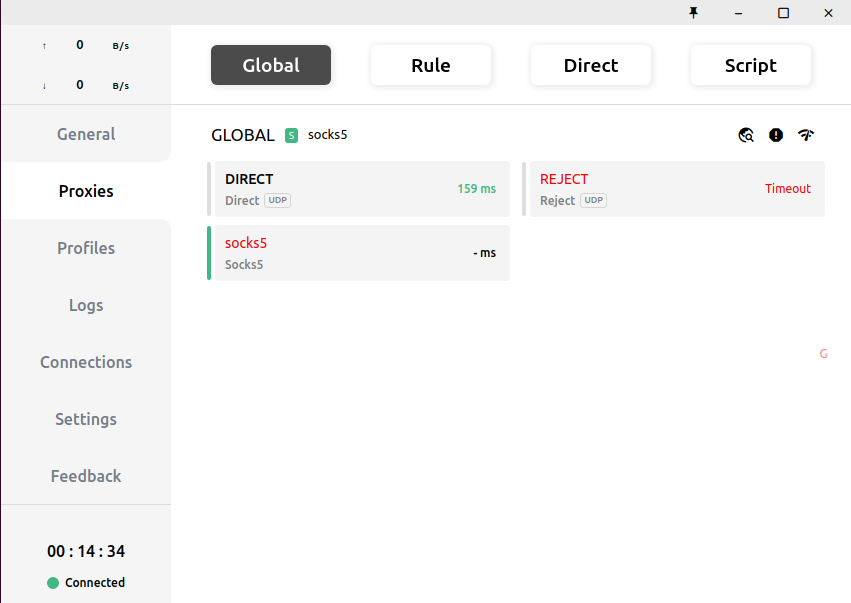 ↑ 0 B/s
↓ 0 B/s
General
Proxies
Profiles
Logs
Connections
Settings
Feedback
00 : 14 : 34
Connected
Global Rule Direct Script
GLOBAL S socks5
DIRECT
Direct UDP
159 ms
REJECT
Reject UDP
Timeout
socks5
Socks5
- ms
G